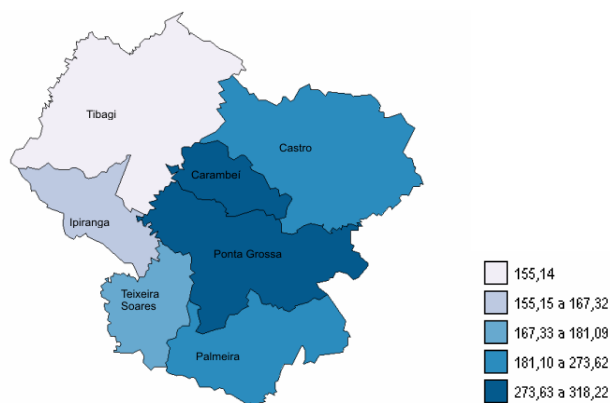 Tibagi
Castro
Carambeí
Ipiranga
Ponta Grossa
Teixeira
Soares
Palmeira
155,14
155,15 a 167,32
167,33 a 181,09
181,10 a 273,62
273,63 a 318,22